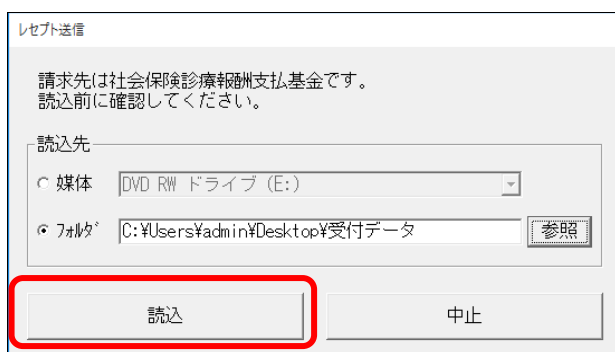 レセプト送信
請求先は社会保険診療報酬支払基金です。
読込前に確認してください。
読込先
媒体 DVD RW ドライブ (E:)
ﾌｫﾙﾀﾞ C:¥Users¥admin¥Desktop¥受付データ 参照
読込 中止